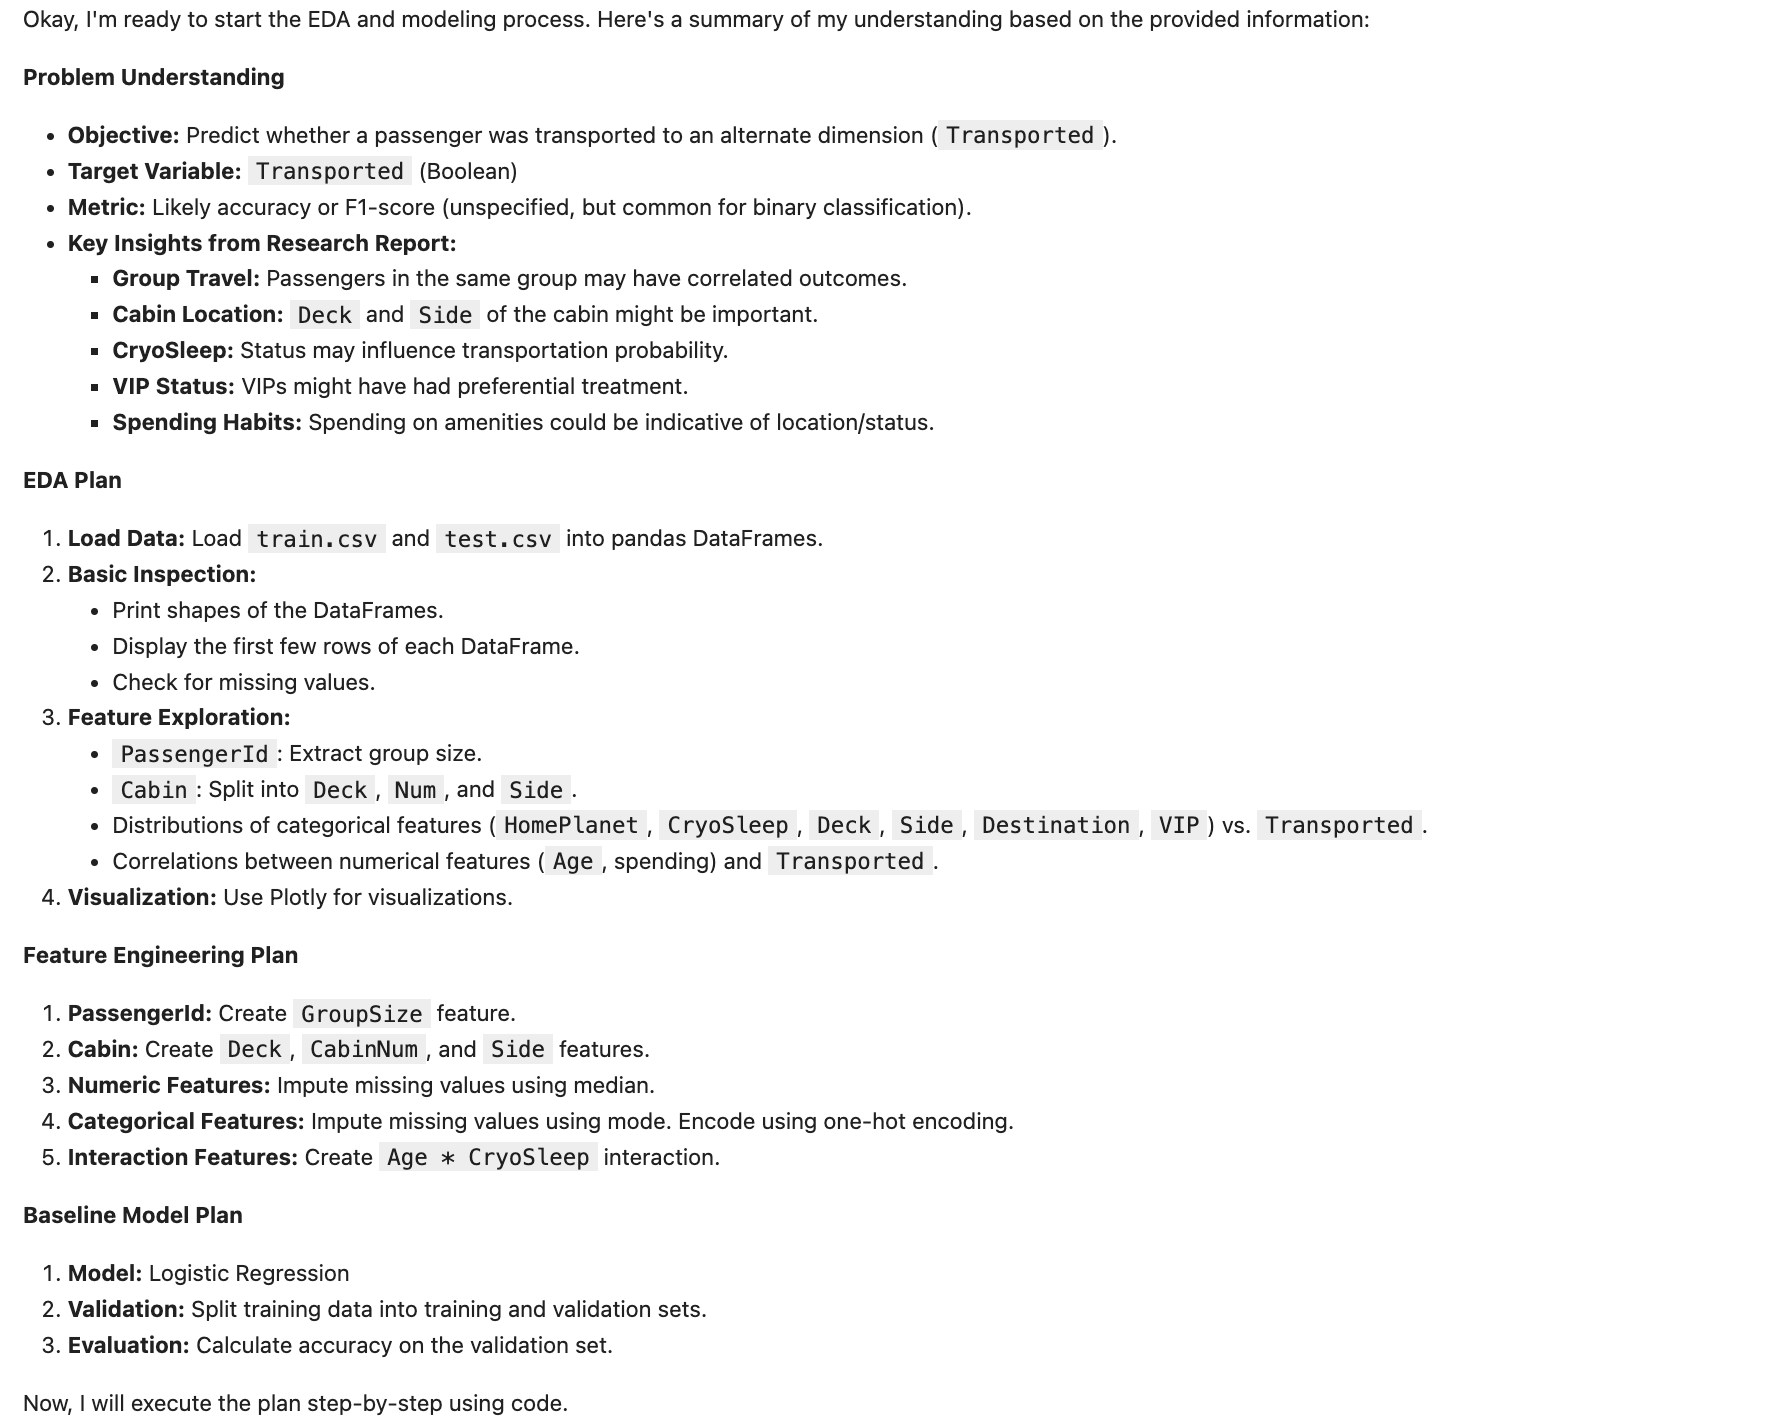 Okay, I'm ready to start the EDA and modeling process. Here's a summary of my understanding based on the provided information:
Problem Understanding
• Objective: Predict whether a passenger was transported to an alternate dimension ( Transported ).
• Target Variable: Transported (Boolean)
• Metric: Likely accuracy or F1-score (unspecified, but common for binary classification).
• Key Insights from Research Report:
▪ Group Travel: Passengers in the same group may have correlated outcomes.
▪ Cabin Location: Deck and Side of the cabin might be important.
▪ CryoSleep: Status may influence transportation probability.
▪ VIP Status: VIPs might have had preferential treatment.
▪ Spending Habits: Spending on amenities could be indicative of location/status.
EDA Plan
1. Load Data: Load train.csv and test.csv into pandas DataFrames.
2. Basic Inspection:
• Print shapes of the DataFrames.
• Display the first few rows of each DataFrame.
• Check for missing values.
3. Feature Exploration:
• PassengerId : Extract group size.
• Cabin : Split into Deck , Num , and Side .
• Distributions of categorical features ( HomePlanet , CryoSleep , Deck , Side , Destination , VIP ) vs. Transported .
• Correlations between numerical features ( Age , spending) and Transported .
4. Visualization: Use Plotly for visualizations.
Feature Engineering Plan
1. PassengerId: Create GroupSize feature.
2. Cabin: Create Deck , CabinNum , and Side features.
3. Numeric Features: Impute missing values using median.
4. Categorical Features: Impute missing values using mode. Encode using one-hot encoding.
5. Interaction Features: Create Age * CryoSleep interaction.
Baseline Model Plan
1. Model: Logistic Regression
2. Validation: Split training data into training and validation sets.
3. Evaluation: Calculate accuracy on the validation set.
Now, I will execute the plan step-by-step using code.